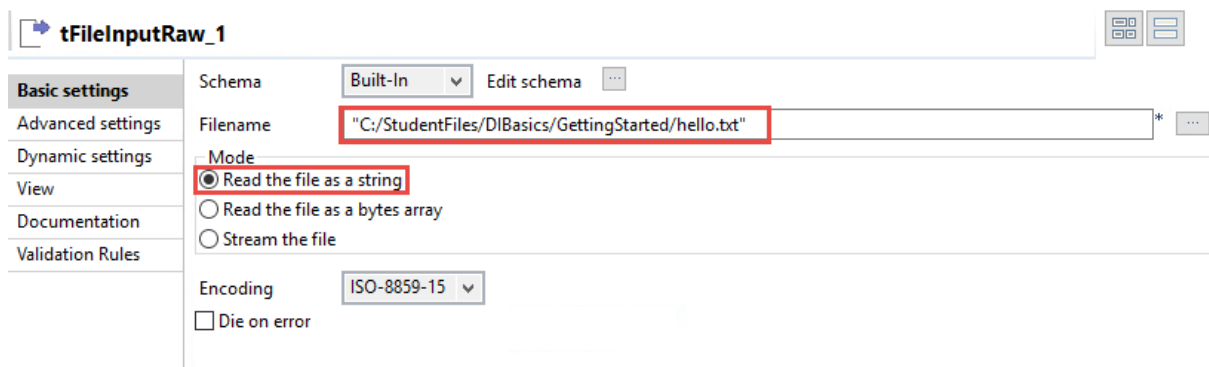 tFileInputRaw_1
Basic settings
Advanced settings
Dynamic settings
View
Documentation
Validation Rules
Schema Built-In Edit schema ...
Filename "C:/StudentFiles/DIBasics/GettingStarted/hello.txt" * ...
Mode
Read the file as a string
Read the file as a bytes array
Stream the file
Encoding ISO-8859-15
Die on error